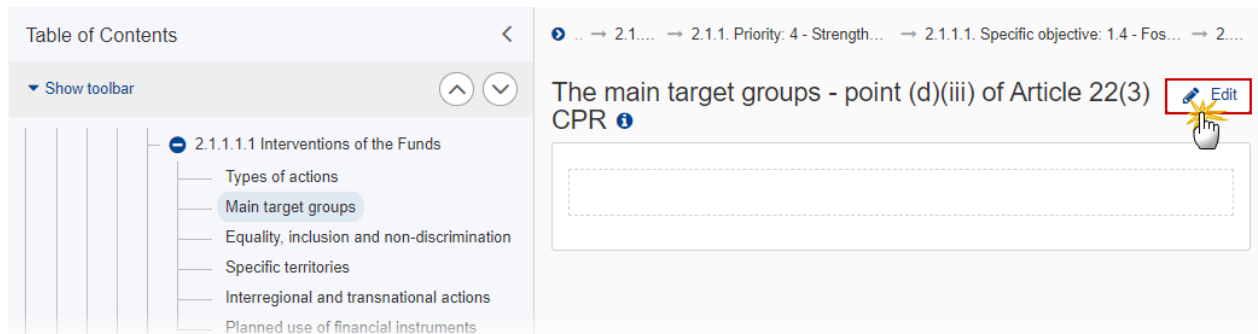 Table of Contents
.. → 2.1.... → 2.1.1. Priority: 4 - Strength... → 2.1.1.1. Specific objective: 1.4 - Fos... → 2....
Show toolbar
The main target groups - point (d)(iii) of Article 22(3)
CPR
Edit
2.1.1.1.1 Interventions of the Funds
Types of actions
Main target groups
Equality, inclusion and non-discrimination
Specific territories
Interregional and transnational actions
Planned use of financial instruments